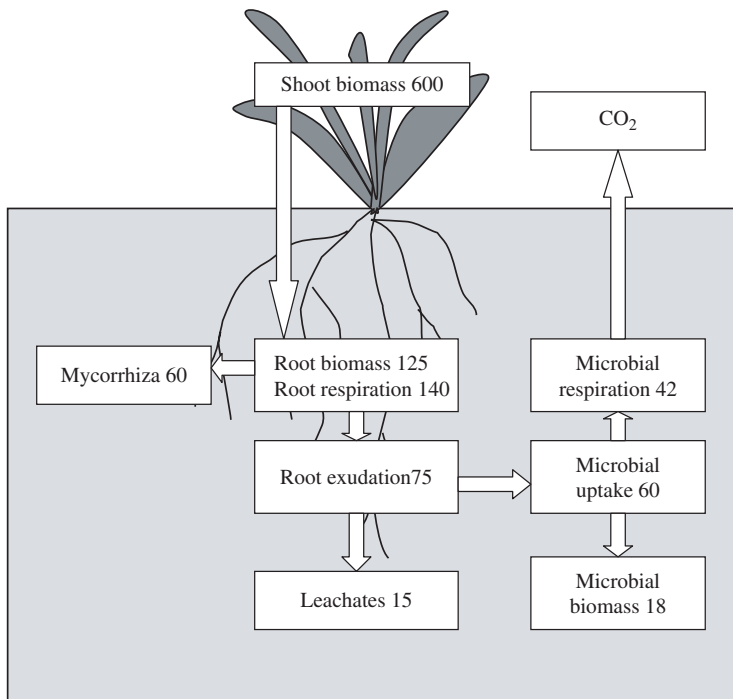 Shoot biomass 600
CO₂
Mycorrhiza 60
Root biomass 125
Root respiration 140
Microbial
respiration 42
Root exudation75
Microbial
uptake 60
Leachates 15
Microbial
biomass 18